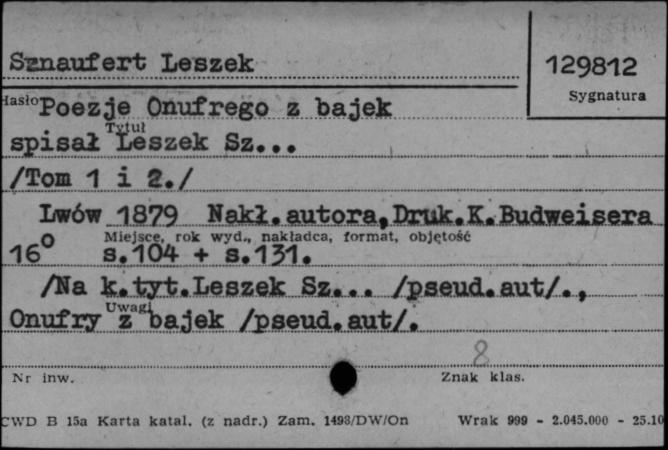 Sznaufert Leszek
129812
Hasło
Sygnatura
Poezje Onufrego z bajek
Tytuł
spisał Leszek Sz...
/Tom 1 i 2./
Lwów 1879 Nakł.autora,Druk.K.Budweisera
Miejsce, rok wyd., nakładca, format, objętość
16° s.104 + s.131.
/Na k.tyt.Leszek Sz... /pseud.aut/.,
Uwagi
Onufry z bajek /pseud.aut/.
8
Nr inw.
Znak klas.
CWD B 15a Karta katal. (z nadr.) Zam. 1498/DW/On Wrak 999 - 2.045.000 - 25.10